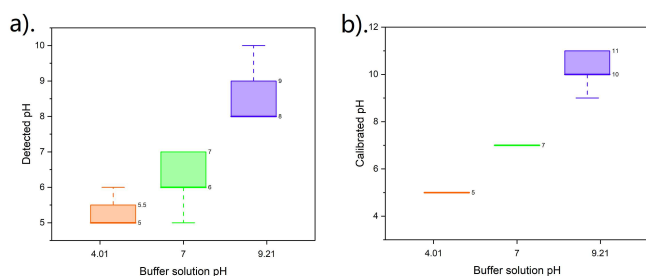 a).
Detected pH
10
9
8
7
6
5
5.5
5
7
6
9
8
4.01 7 9.21
Buffer solution pH
b).
Calibrated pH
12
10
8
6
4
5
7
11
10
4.01 7 9.21
Buffer solution pH